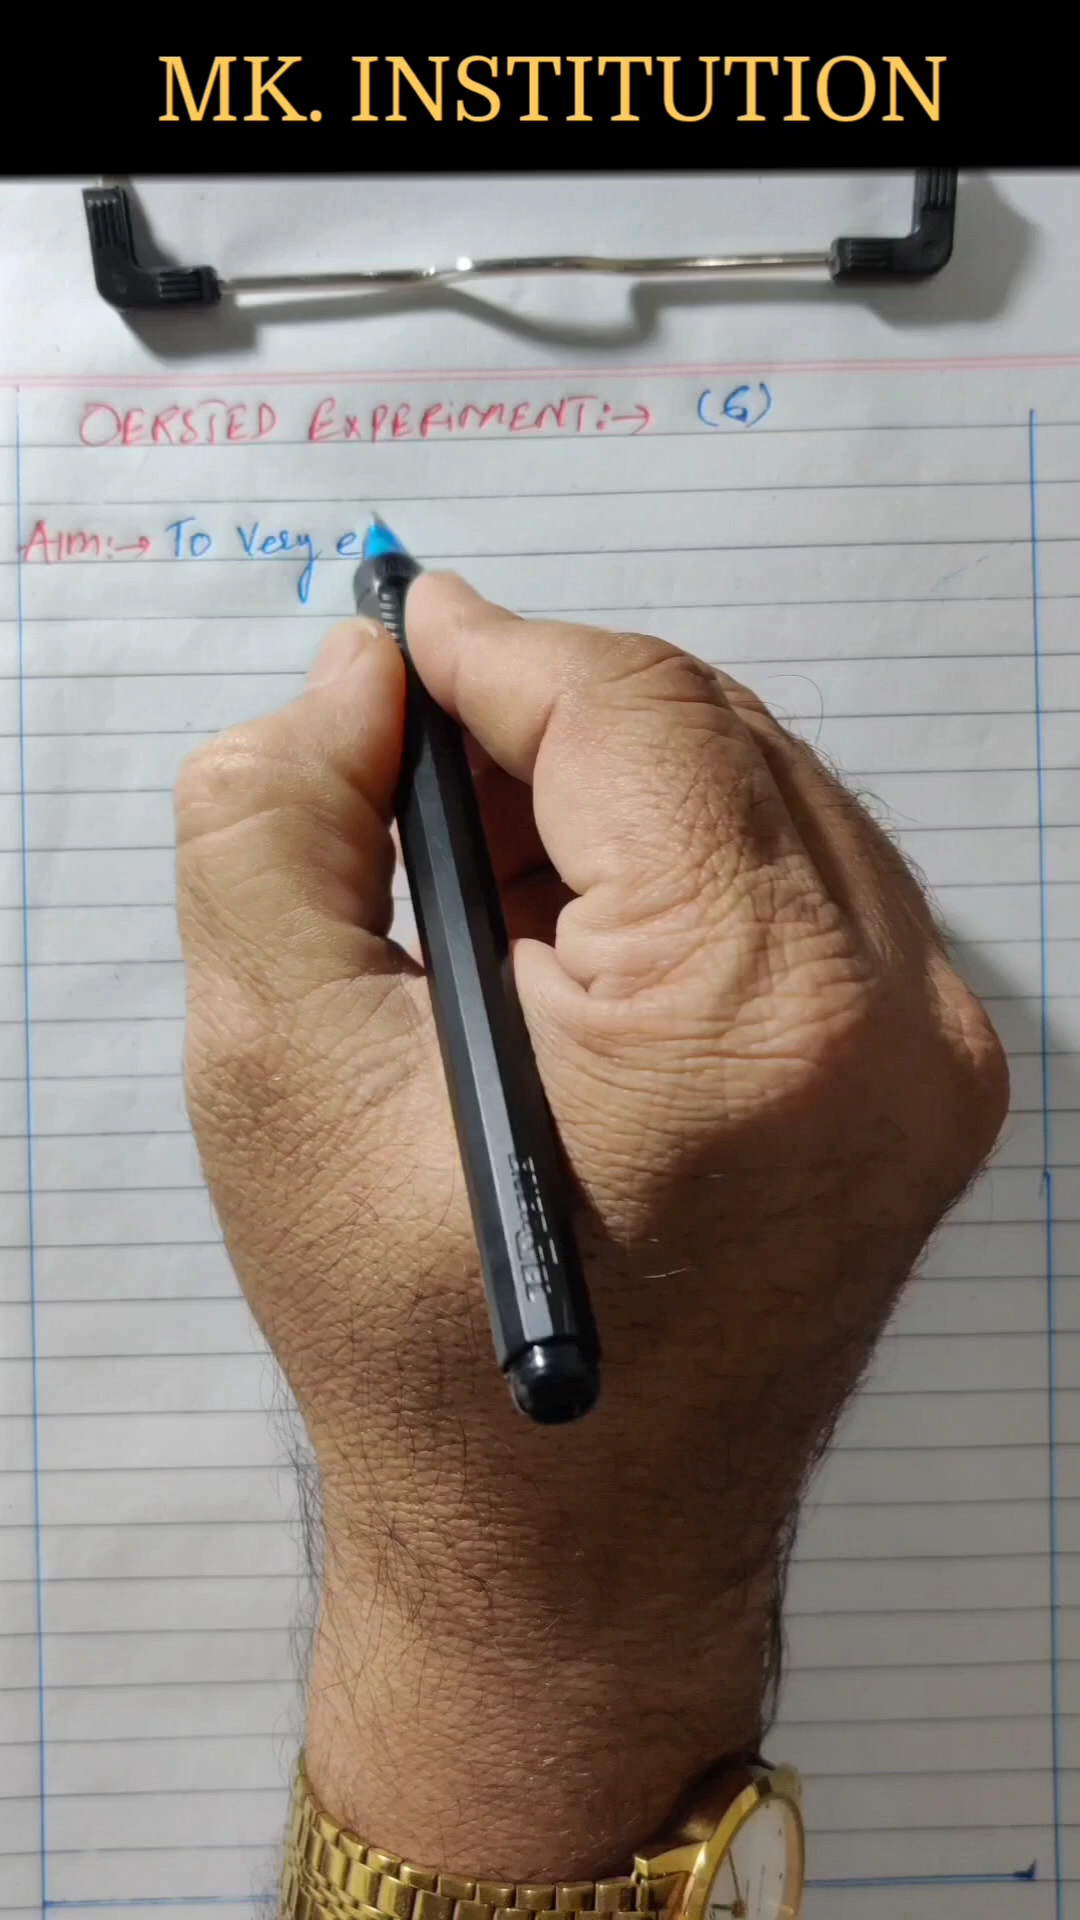 MK. INSTITUTION
OERSTED EXPERIMENT:→ (6)
Aim:→ To Very e